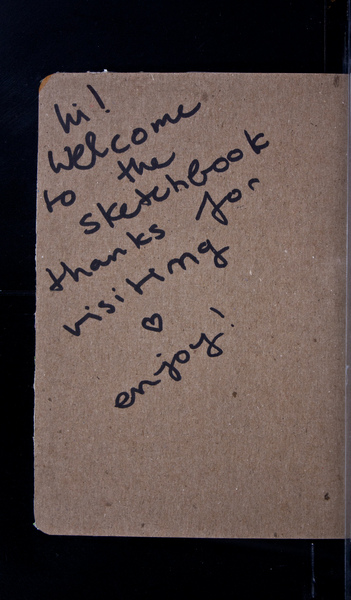 hi!
welcome
to the
sketchbook
thanks for
visiting
♡
enjoy!